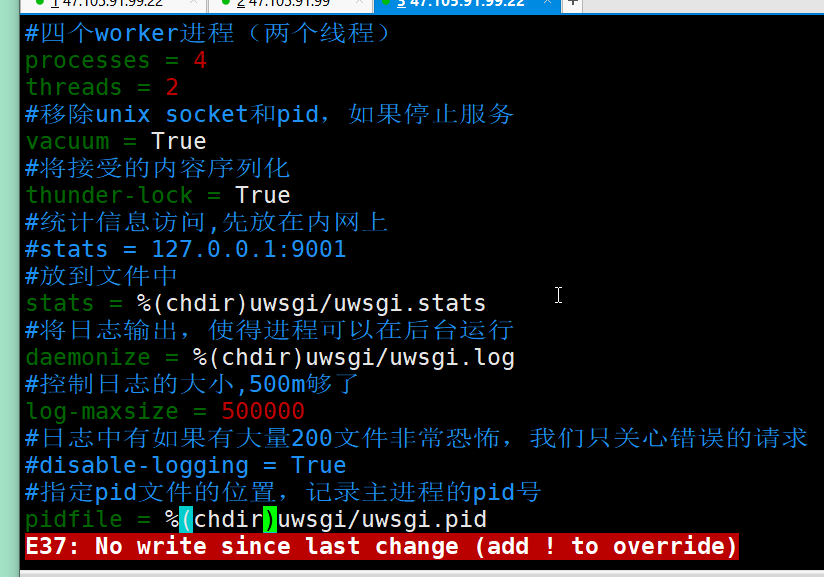 1 47.105.91.99.22 × 2 47.105.91.99 × 3 47.105.91.99.22 × +
#四个worker进程（两个线程）
processes = 4
threads = 2
#移除unix socket和pid，如果停止服务
vacuum = True
#将接受的内容序列化
thunder-lock = True
#统计信息访问,先放在内网上
#stats = 127.0.0.1:9001
#放到文件中
stats = %(chdir)uwsgi/uwsgi.stats
#将日志输出，使得进程可以在后台运行
daemonize = %(chdir)uwsgi/uwsgi.log
#控制日志的大小,500m够了
log-maxsize = 500000
#日志中有如果有大量200文件非常恐怖，我们只关心错误的请求
#disable-logging = True
#指定pid文件的位置，记录主进程的pid号
pidfile = %(chdir)uwsgi/uwsgi.pid
E37: No write since last change (add ! to override)